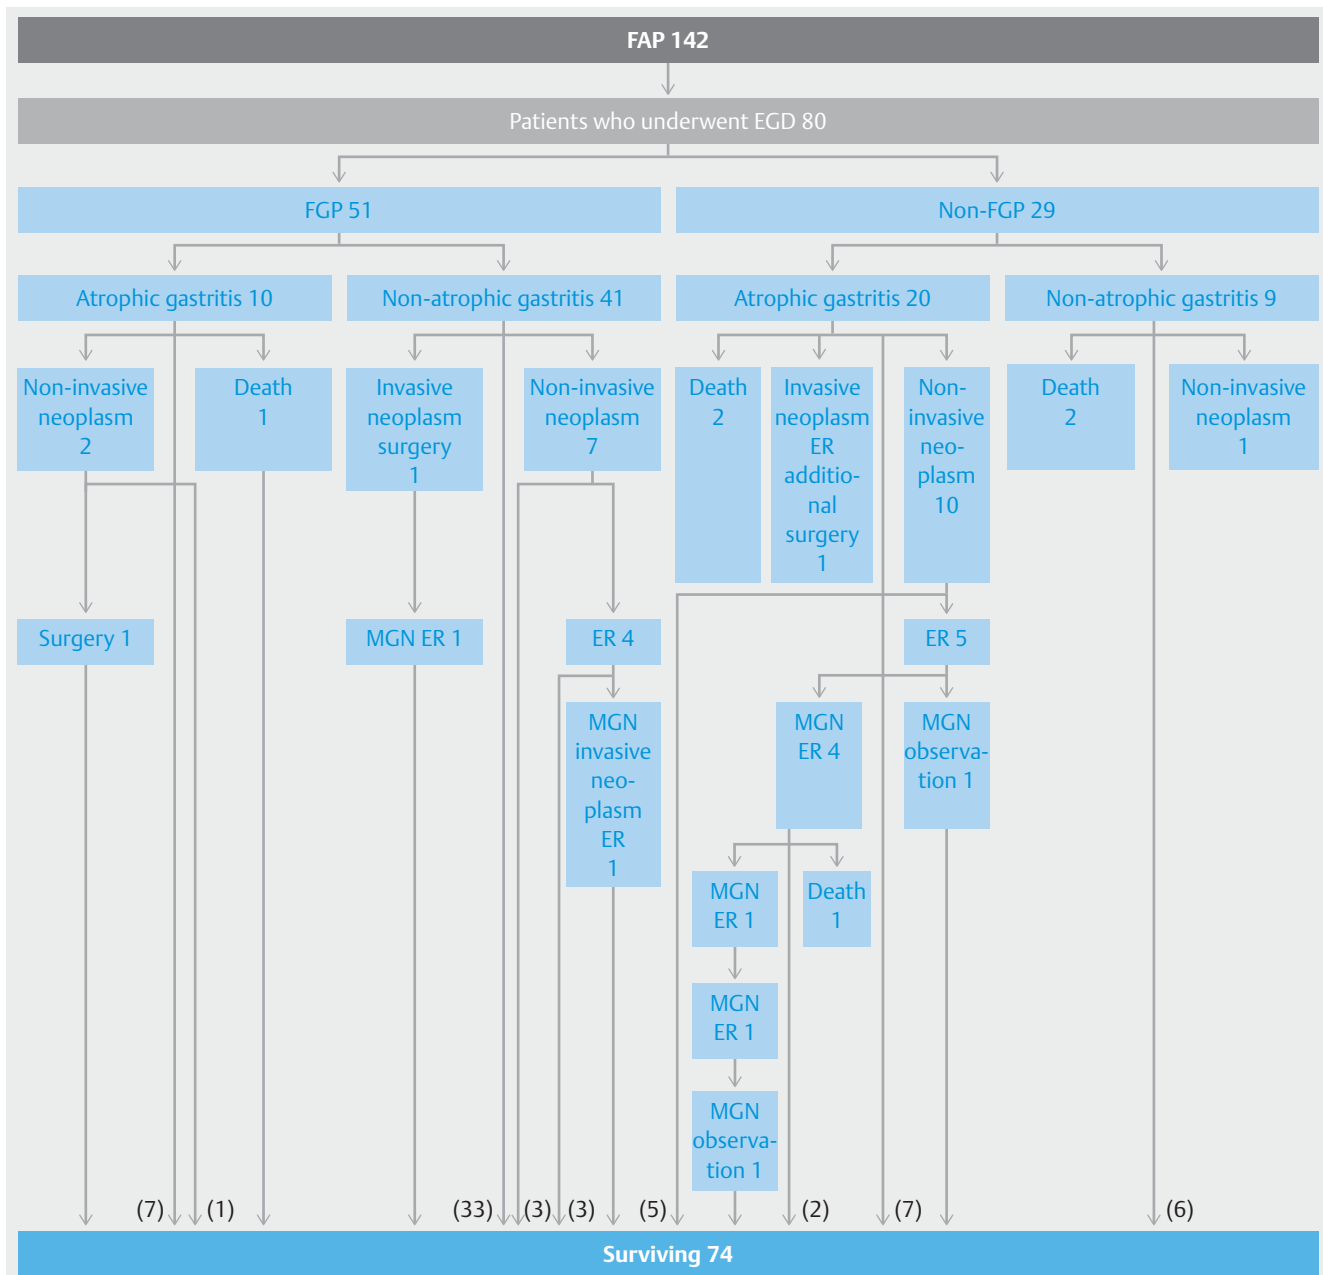 FAP 142
Patients who underwent EGD 80
FGP 51
Non-FGP 29
Atrophic gastritis 10
Non-atrophic gastritis 41
Atrophic gastritis 20
Non-atrophic gastritis 9
Non-invasive
neoplasm
2
Death
1
Invasive
neoplasm
surgery
1
Non-invasive
neoplasm
7
Death
2
Invasive
neoplasm
ER
additio-
nal
surgery
1
Non-
invasive
neo-
plasm
10
Death
2
Non-invasive
neoplasm
1
Surgery 1
MGN ER 1
ER 4
ER 5
MGN
invasive
neo-
plasm
ER
1
MGN
ER 4
MGN
observa-
tion 1
MGN
ER 1
Death
1
MGN
ER 1
MGN
observa-
tion 1
(7)
(1)
(33)
(3)
(3)
(5)
(2)
(7)
(6)
Surviving 74